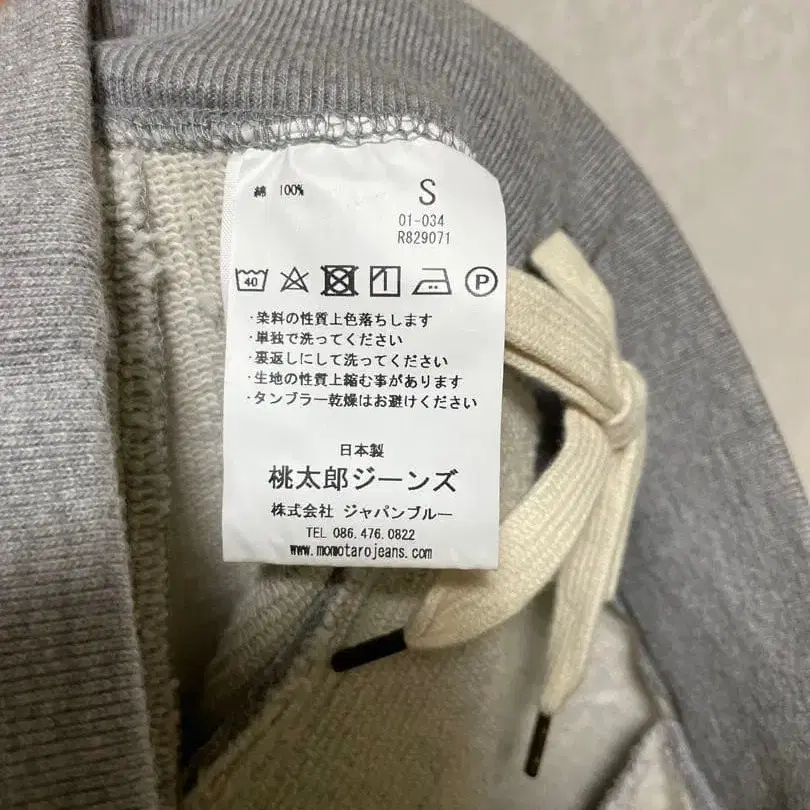 綿 100%
S
01-034
R829071
40 P
・染料の性質上色落ちします
・単独で洗ってください
・裏返しにして洗ってください
・生地の性質上縮む事があります
・タンブラー乾燥はお避けください
日本製
桃太郎ジーンズ
株式会社 ジャパンブルー
TEL 086.476.0822
www.momotarojeans.com